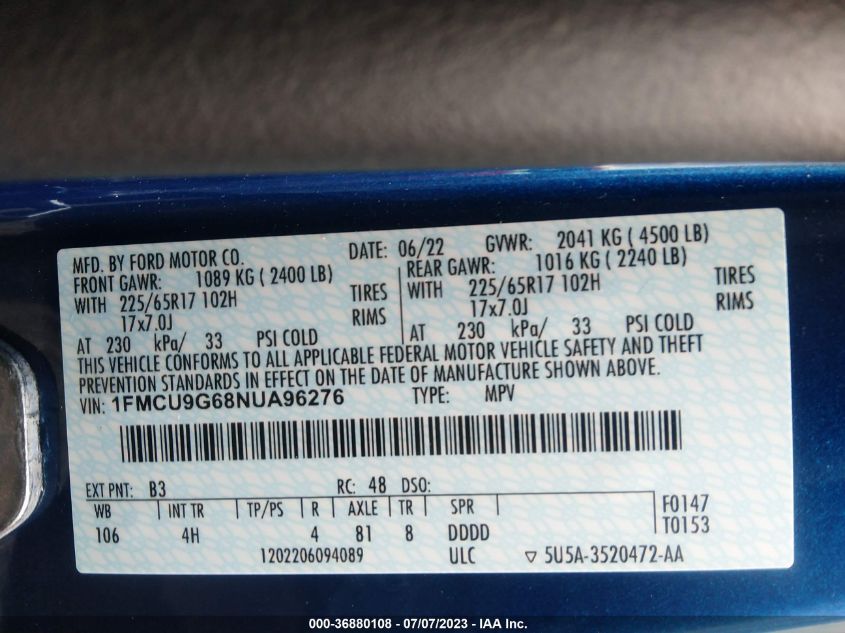 MFD. BY FORD MOTOR CO. DATE: 06/22 GVWR: 2041 KG ( 4500 LB)
FRONT GAWR: 1089 KG ( 2400 LB) REAR GAWR: 1016 KG ( 2240 LB)
WITH 225/65R17 102H TIRES WITH 225/65R17 102H TIRES
17x7.0J RIMS 17x7.0J RIMS
AT 230 kPa/ 33 PSI COLD AT 230 kPa/ 33 PSI COLD
THIS VEHICLE CONFORMS TO ALL APPLICABLE FEDERAL MOTOR VEHICLE SAFETY AND THEFT
PREVENTION STANDARDS IN EFFECT ON THE DATE OF MANUFACTURE SHOWN ABOVE.
VIN: 1FMCU9G68NUA96276 TYPE: MPV
EXT PNT: B3 RC: 48 DSO:
WB INT TR TP/PS R AXLE TR SPR F0147
106 4H 4 81 8 DDDD T0153
1202206094089 ULC ▽ 5U5A-3520472-AA
000-36880108 - 07/07/2023 - IAA Inc.